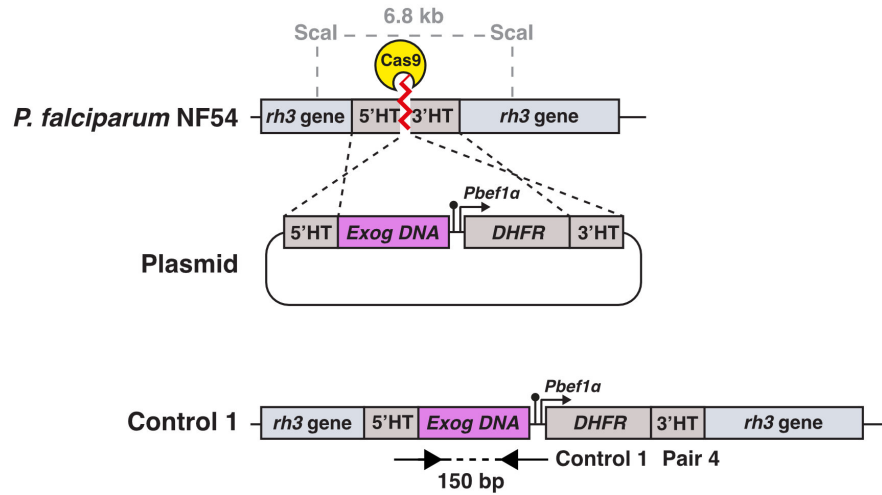 6.8 kb
ScaI ScaI
Cas9
P. falciparum NF54 rh3 gene 5'HT 3'HT rh3 gene
Pbef1α
5'HT Exog DNA DHFR 3'HT
Plasmid
Pbef1α
Control 1 rh3 gene 5'HT Exog DNA DHFR 3'HT rh3 gene
Control 1 Pair 4
150 bp